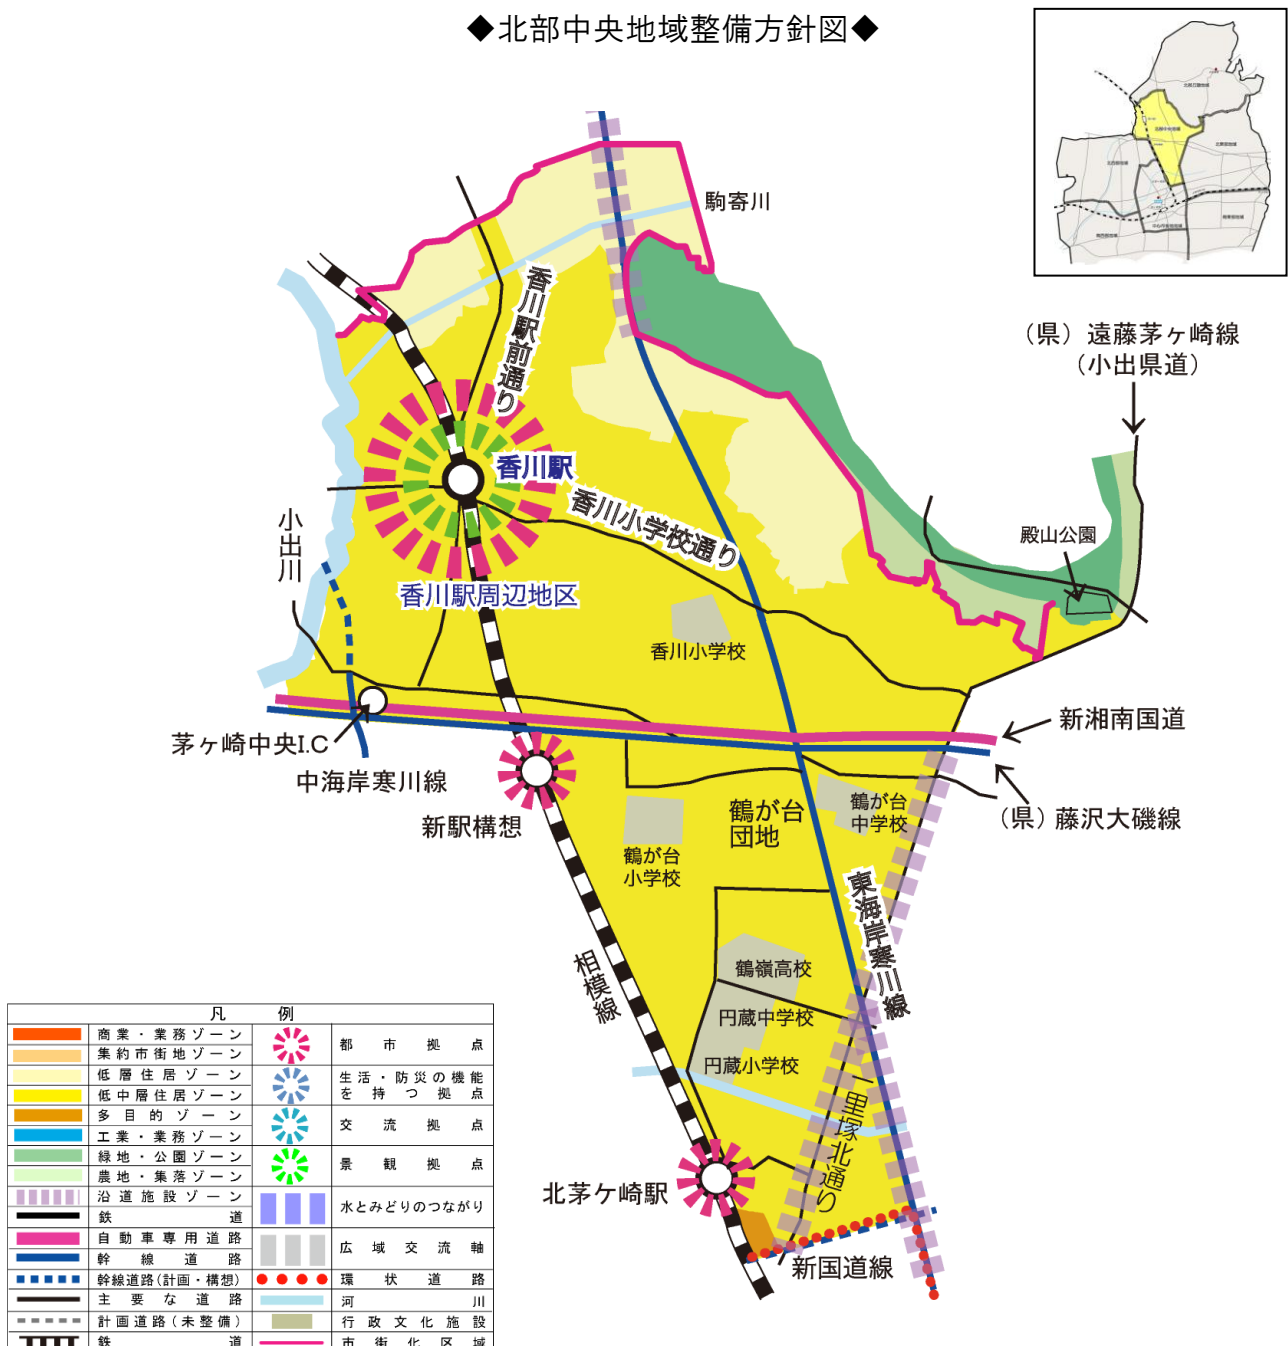 ◆北部中央地域整備方針図◆
駒寄川
(県)遠藤茅ヶ崎線
(小出県道)
香川駅前通り
香川駅
香川小学校通り
小出川
殿山公園
香川駅周辺地区
香川小学校
新湘南国道
茅ヶ崎中央I.C
中海岸寒川線
(県)藤沢大磯線
新駅構想
鶴が台
団地
鶴が台
中学校
鶴が台
小学校
東海岸寒川線
相模線
鶴嶺高校
円蔵中学校
円蔵小学校
一里塚北通り
北茅ケ崎駅
新国道線
凡 例
商業・業務ゾーン
集約市街地ゾーン
低層住居ゾーン
低中層住居ゾーン
多目的ゾーン
工業・業務ゾーン
緑地・公園ゾーン
農地・集落ゾーン
沿道施設ゾーン
鉄道
自動車専用道路
幹線道路
幹線道路(計画・構想)
主要な道路
計画道路(未整備)
鉄道
都市拠点
生活・防災の機能
を持つ拠点
交流拠点
景観拠点
水とみどりのつながり
広域交流軸
環状道路
河川
行政文化施設
市街化区域